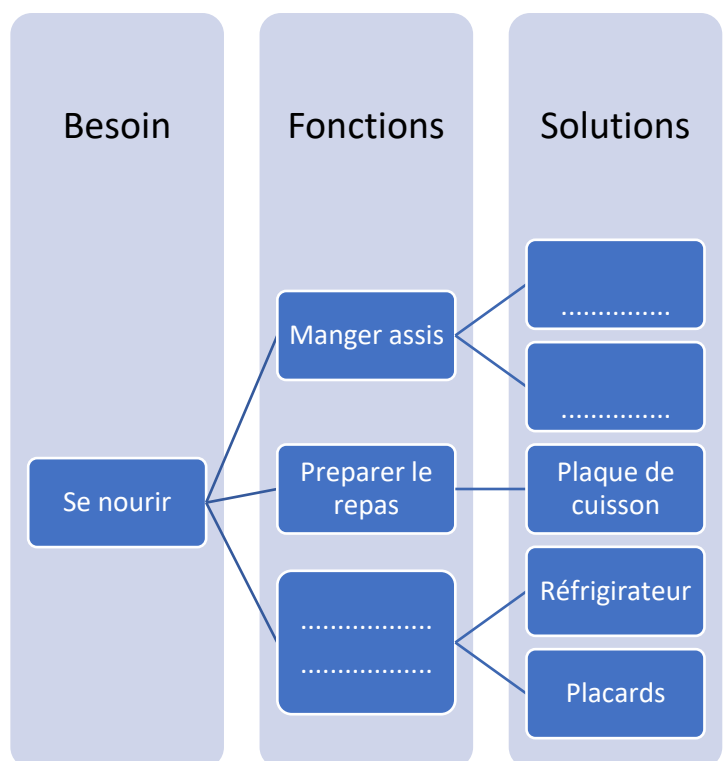 Besoin
Fonctions
Solutions
Se nourir
Manger assis
Preparer le
repas
..................
..................
...............
...............
Plaque de
cuisson
Réfrigirateur
Placards